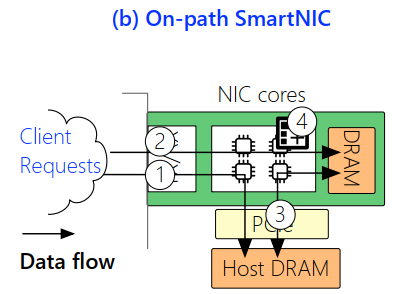 (b) On-path SmartNIC
NIC cores
4
Client
Requests
2
1
DRAM
3
PCIe
Host DRAM
Data flow